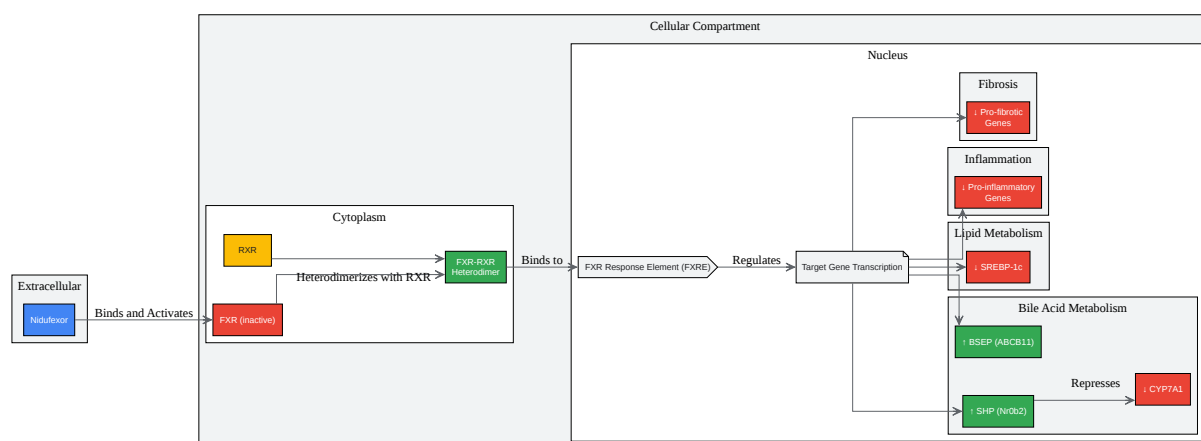 Cellular Compartment
Nucleus
Fibrosis
↓ Pro-fibrotic
Genes
Inflammation
↓ Pro-inflammatory
Genes
Cytoplasm
Lipid Metabolism
RXR
FXR-RXR
Heterodimer
Binds to
FXR Response Element (FXRE)
Regulates
Target Gene Transcription
↓ SREBP-1c
Heterodimerizes with RXR
Extracellular
Nidufexor
Binds and Activates
FXR (inactive)
Bile Acid Metabolism
↑ BSEP (ABCB11)
Represses
↓ CYP7A1
↑ SHP (Nr0b2)